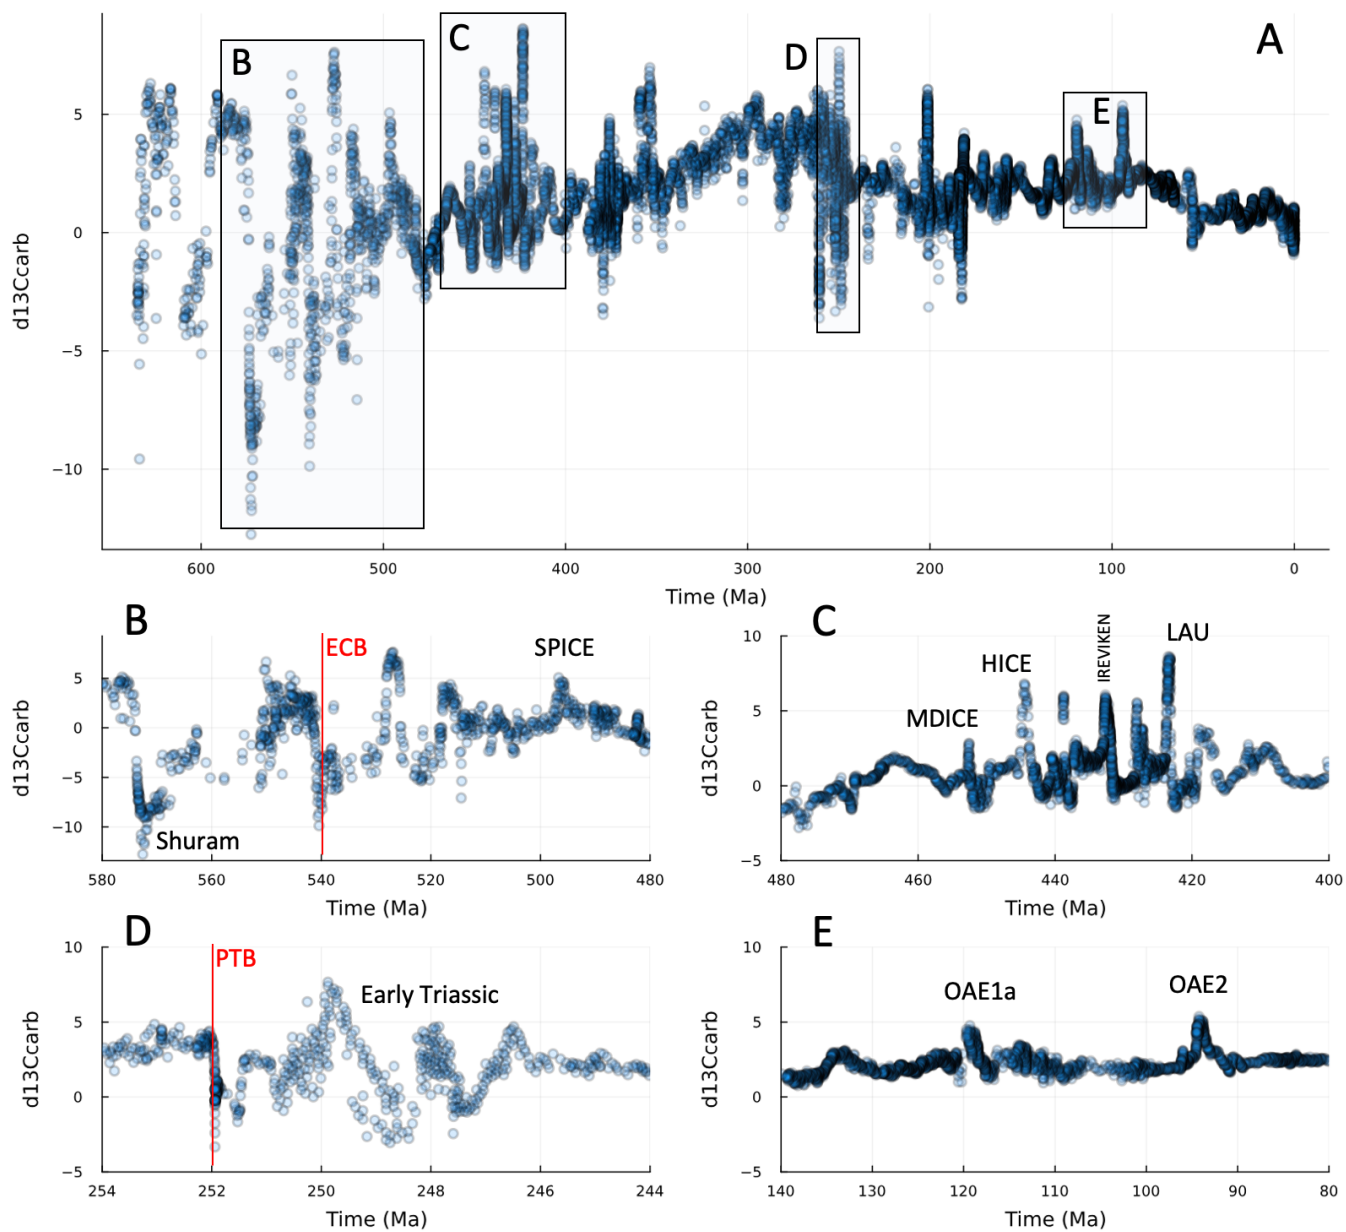 A
B
C
D
E
d13Ccarb
5
0
−5
−10
600
500
400
300
200
100
0
Time (Ma)
B
ECB
SPICE
Shuram
d13Ccarb
5
0
−5
−10
580
560
540
520
500
480
Time (Ma)
C
MDICE
HICE
IREVIKEN
LAU
d13Ccarb
10
5
0
−5
480
460
440
420
400
Time (Ma)
D
PTB
Early Triassic
d13Ccarb
10
5
0
−5
254
252
250
248
246
244
Time (Ma)
E
OAE1a
OAE2
d13Ccarb
10
5
0
−5
140
130
120
110
100
90
80
Time (Ma)